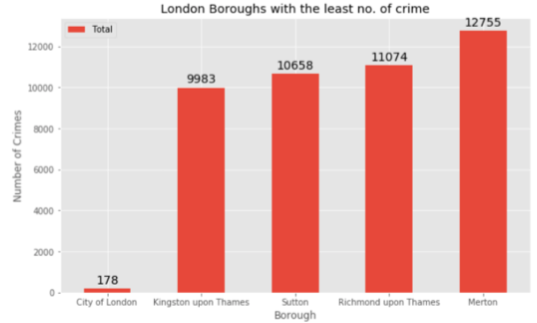 London Boroughs with the least no. of crime
Total
12755
11074
10658
9983
178
12000
10000
8000
6000
4000
2000
0
Number of Crimes
City of London
Kingston upon Thames
Sutton
Richmond upon Thames
Merton
Borough